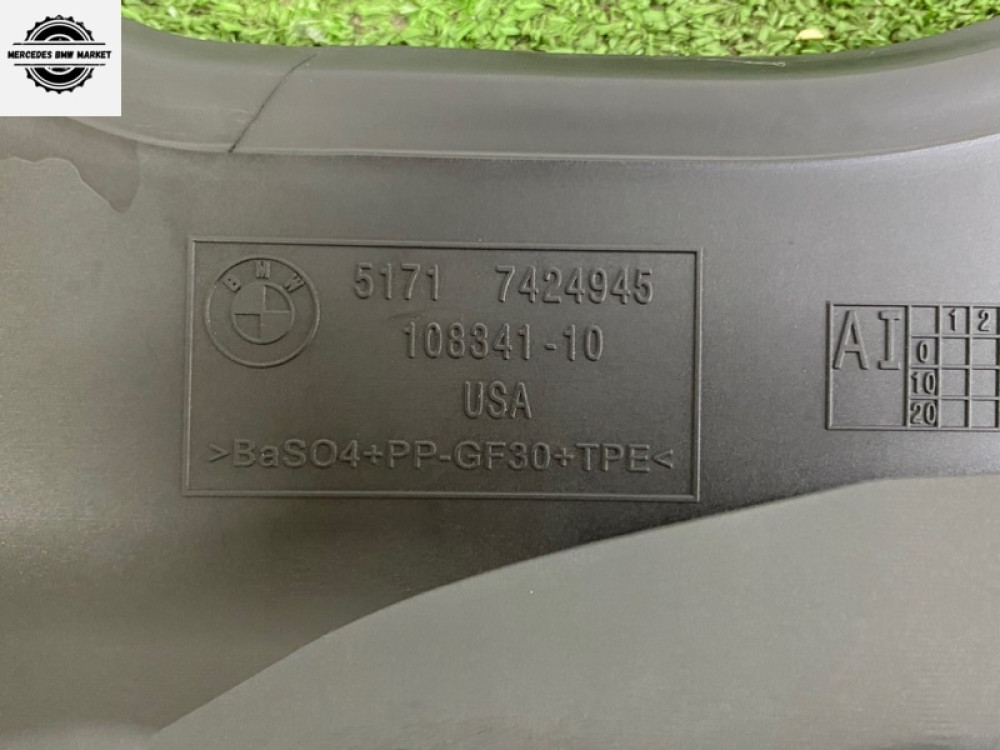 MERCEDES BMW MARKET
BMW
5171 7424945
108341-10
USA
>BaSO4+PP-GF30+TPE<
AI
1 2
0
10
20